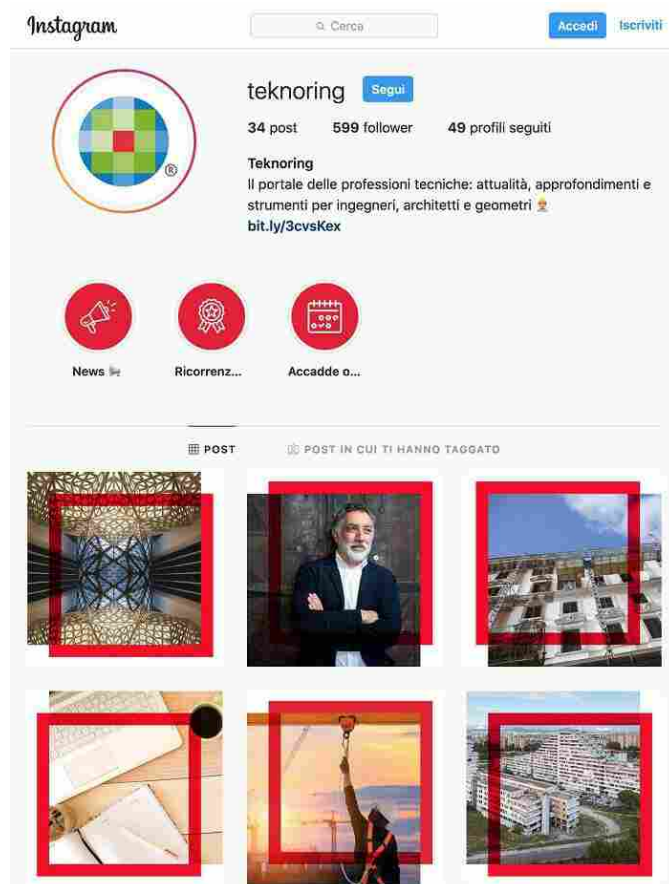 Instagram
Cerca
Accedi
Iscriviti
teknoring
Segui
34 post 599 follower 49 profili seguiti
Teknoring
Il portale delle professioni tecniche: attualità, approfondimenti e
strumenti per ingegneri, architetti e geometri
bit.ly/3cvsKex
®
News
Ricorrenz...
Accadde o...
POST
POST IN CUI TI HANNO TAGGATO